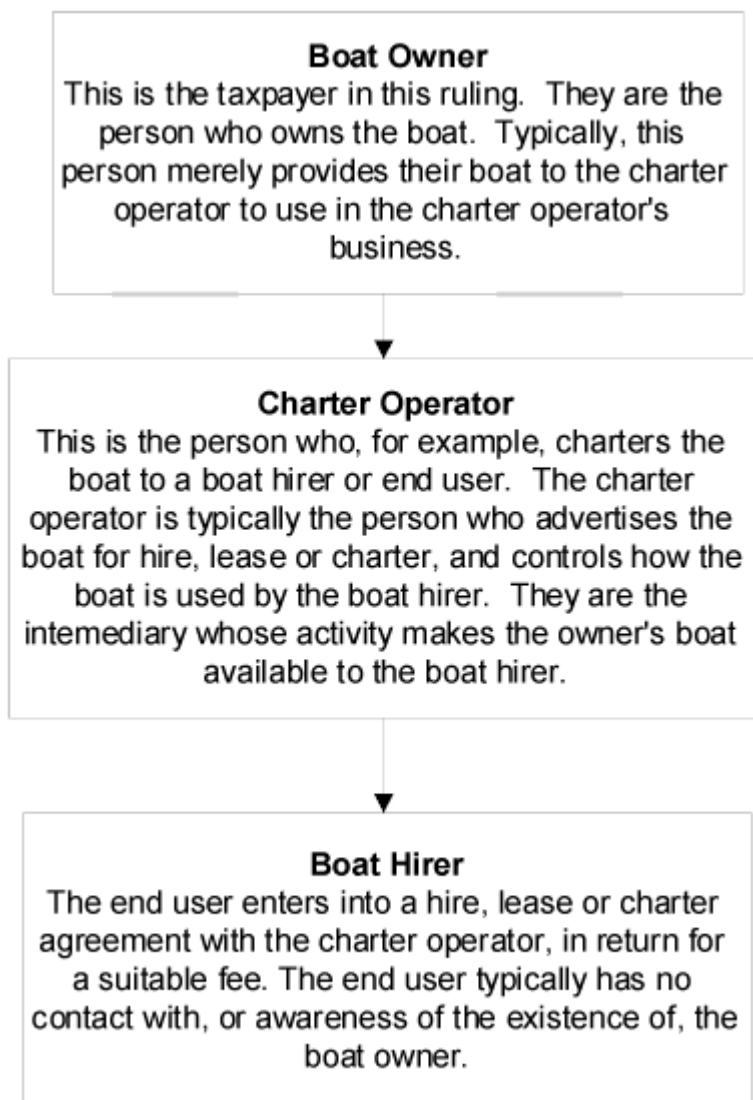 Boat Owner
This is the taxpayer in this ruling.  They are the
person who owns the boat.  Typically, this
person merely provides their boat to the charter
operator to use in the charter operator's
business.
Charter Operator
This is the person who, for example, charters the
boat to a boat hirer or end user.  The charter
operator is typically the person who advertises the
boat for hire, lease or charter, and controls how the
boat is used by the boat hirer.  They are the
intemediary whose activity makes the owner's boat
available to the boat hirer.
Boat Hirer
The end user enters into a hire, lease or charter
agreement with the charter operator, in return for
a suitable fee. The end user typically has no
contact with, or awareness of the existence of, the
boat owner.